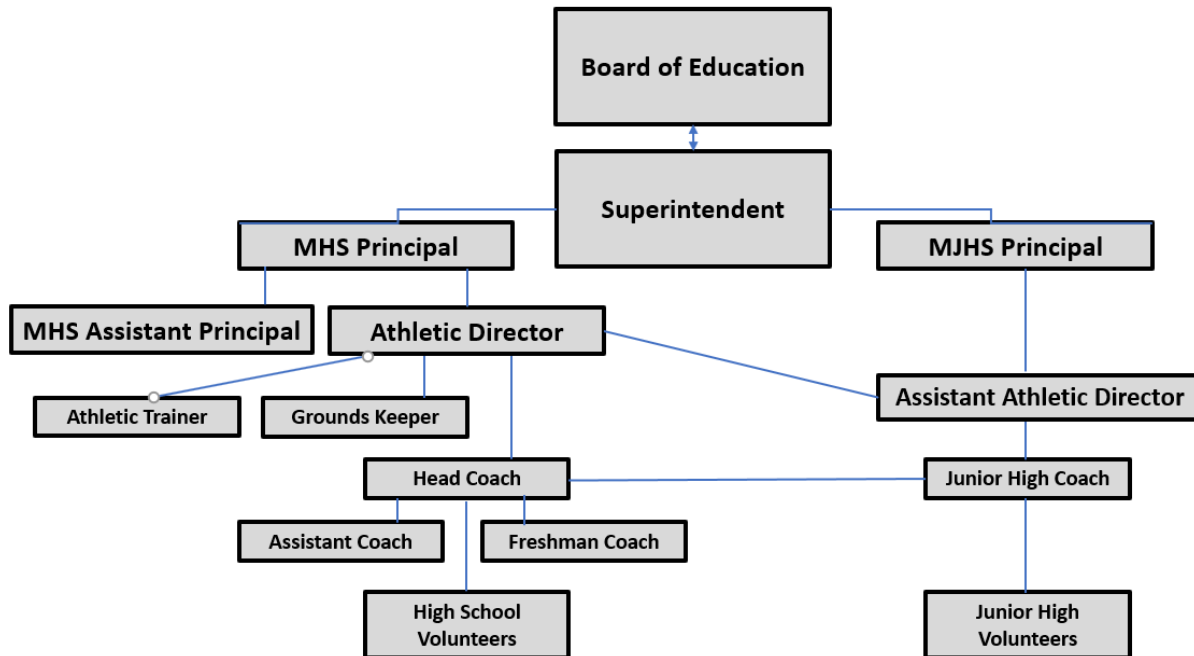 Board of Education
Superintendent
MHS Principal
MJHS Principal
MHS Assistant Principal
Athletic Director
Assistant Athletic Director
Athletic Trainer
Grounds Keeper
Head Coach
Junior High Coach
Assistant Coach
Freshman Coach
High School
Volunteers
Junior High
Volunteers